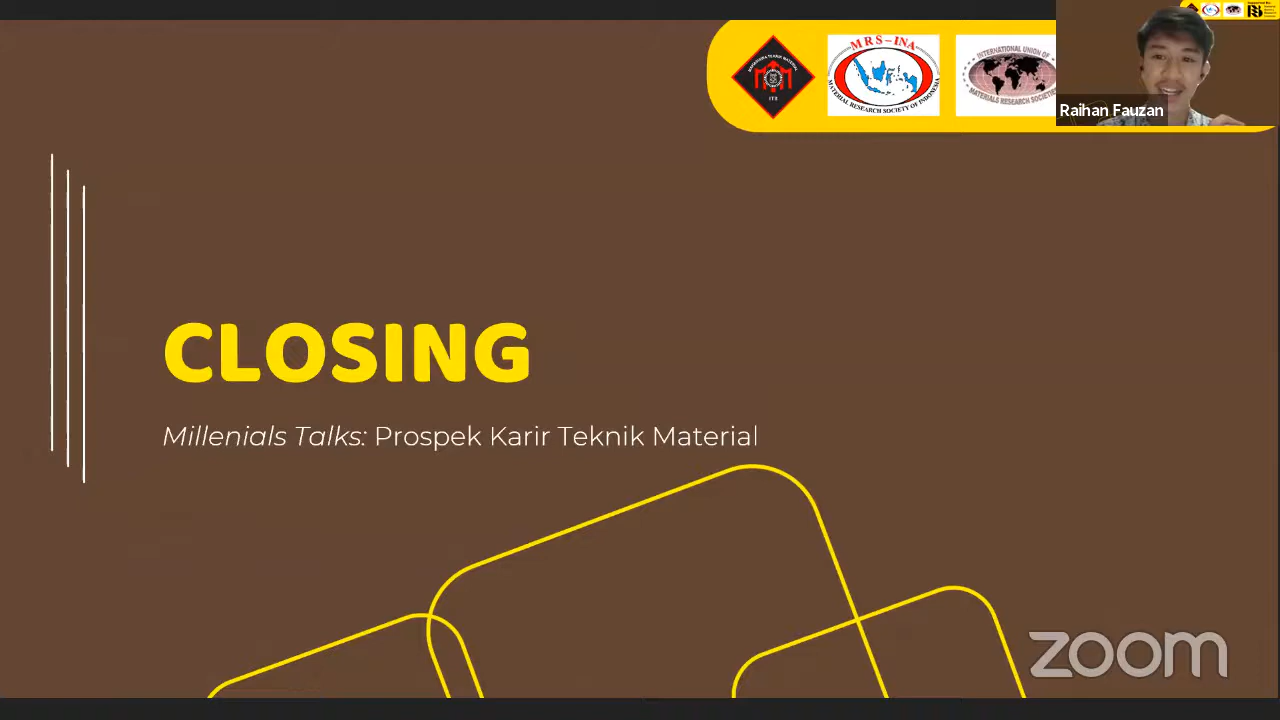 MRS-INA
MATERIAL RESEARCH SOCIETY OF INDONESIA
INTERNATIONAL UNION OF
MATERIALS RESEARCH SOCIETIES
Raihan Fauzan
CLOSING
Millenials Talks: Prospek Karir Teknik Material
zoom